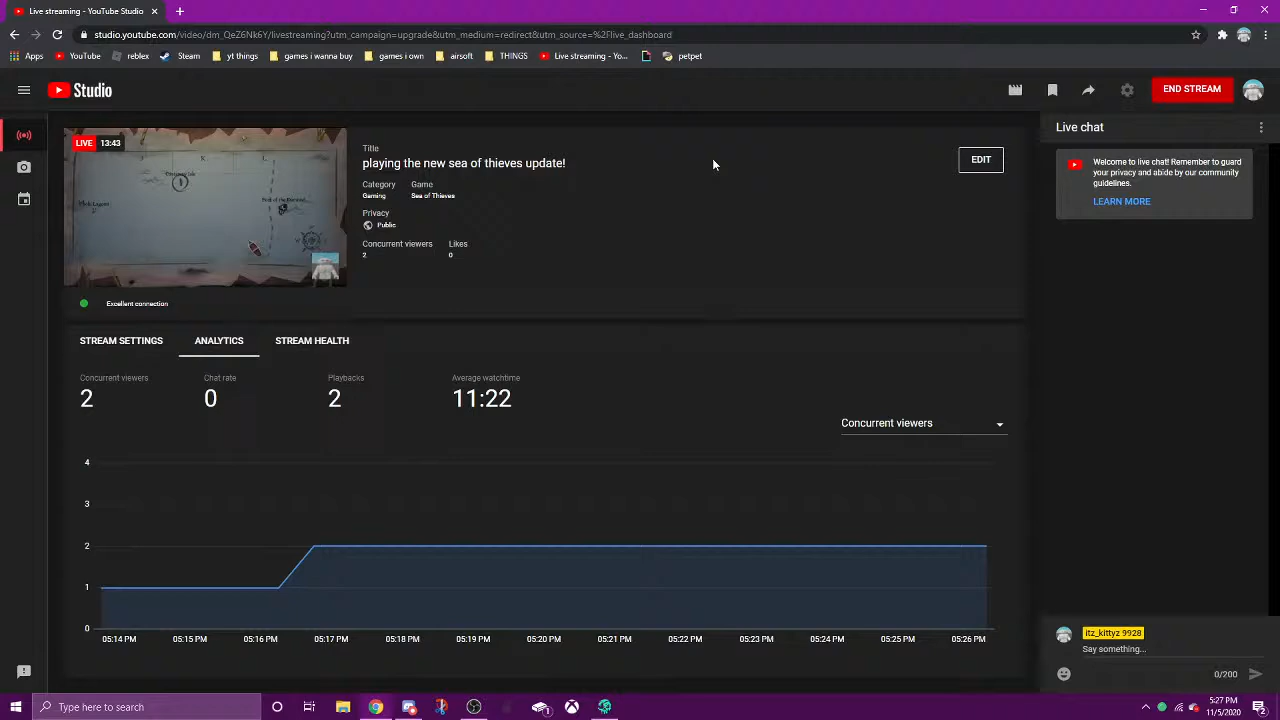 Live streaming - YouTube Studio
studio.youtube.com/video/dm_QeZ6Nk6Y/livestreaming?utm_campaign=upgrade&utm_medium=redirect&utm_source=%2Flive_dashboard
Apps YouTube reblex Steam yt things games i wanna buy games i own airsoft THINGS Live streaming - Yo... petpet
Studio
END STREAM
LIVE 13:43
Title
playing the new sea of thieves update!
EDIT
Category Game
Gaming Sea of Thieves
Privacy
Public
Concurrent viewers Likes
2 0
Excellent connection
Live chat
Welcome to live chat! Remember to guard
your privacy and abide by our community
guidelines.
LEARN MORE
STREAM SETTINGS ANALYTICS STREAM HEALTH
Concurrent viewers Chat rate Playbacks Average watchtime
2 0 2 11:22
Concurrent viewers
4
3
2
1
0
05:14 PM 05:15 PM 05:16 PM 05:17 PM 05:18 PM 05:19 PM 05:20 PM 05:21 PM 05:22 PM 05:23 PM 05:24 PM 05:25 PM 05:26 PM
itz_kittyz 9928
Say something...
0/200
Type here to search
5:27 PM
11/5/2020